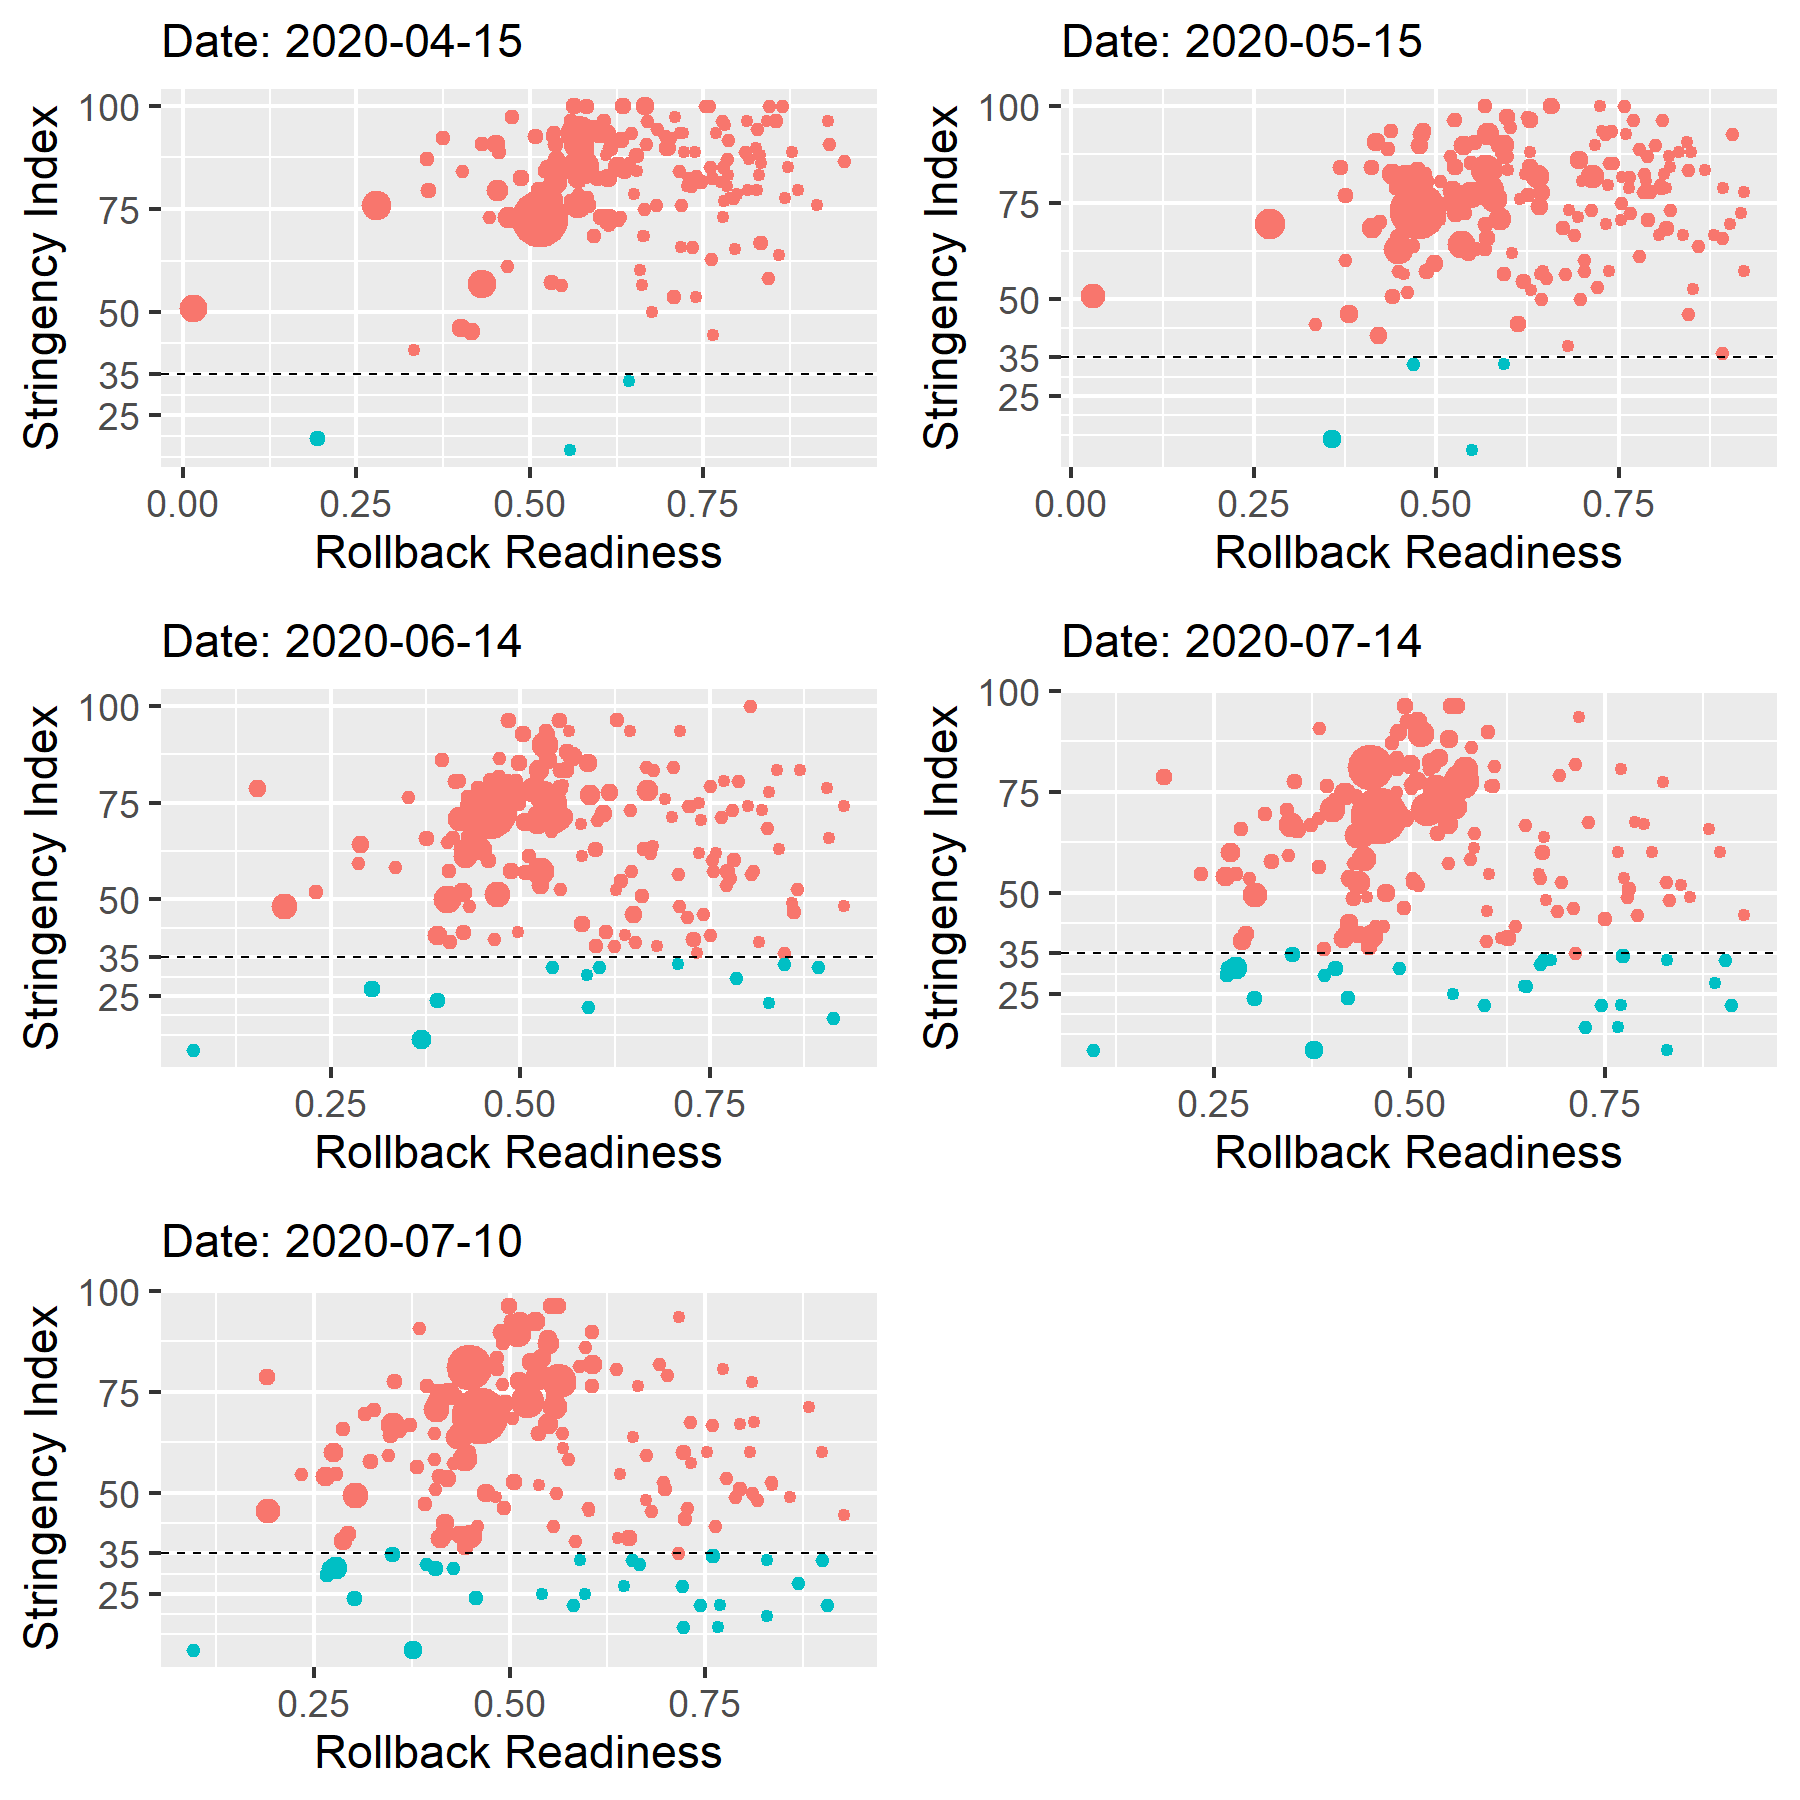 Date: 2020-04-15
Stringency Index
100
75
50
35
25
0.00 0.25 0.50 0.75
Rollback Readiness
Date: 2020-05-15
Stringency Index
100
75
50
35
25
0.00 0.25 0.50 0.75
Rollback Readiness
Date: 2020-06-14
Stringency Index
100
75
50
35
25
0.25 0.50 0.75
Rollback Readiness
Date: 2020-07-14
Stringency Index
100
75
50
35
25
0.25 0.50 0.75
Rollback Readiness
Date: 2020-07-10
Stringency Index
100
75
50
35
25
0.25 0.50 0.75
Rollback Readiness